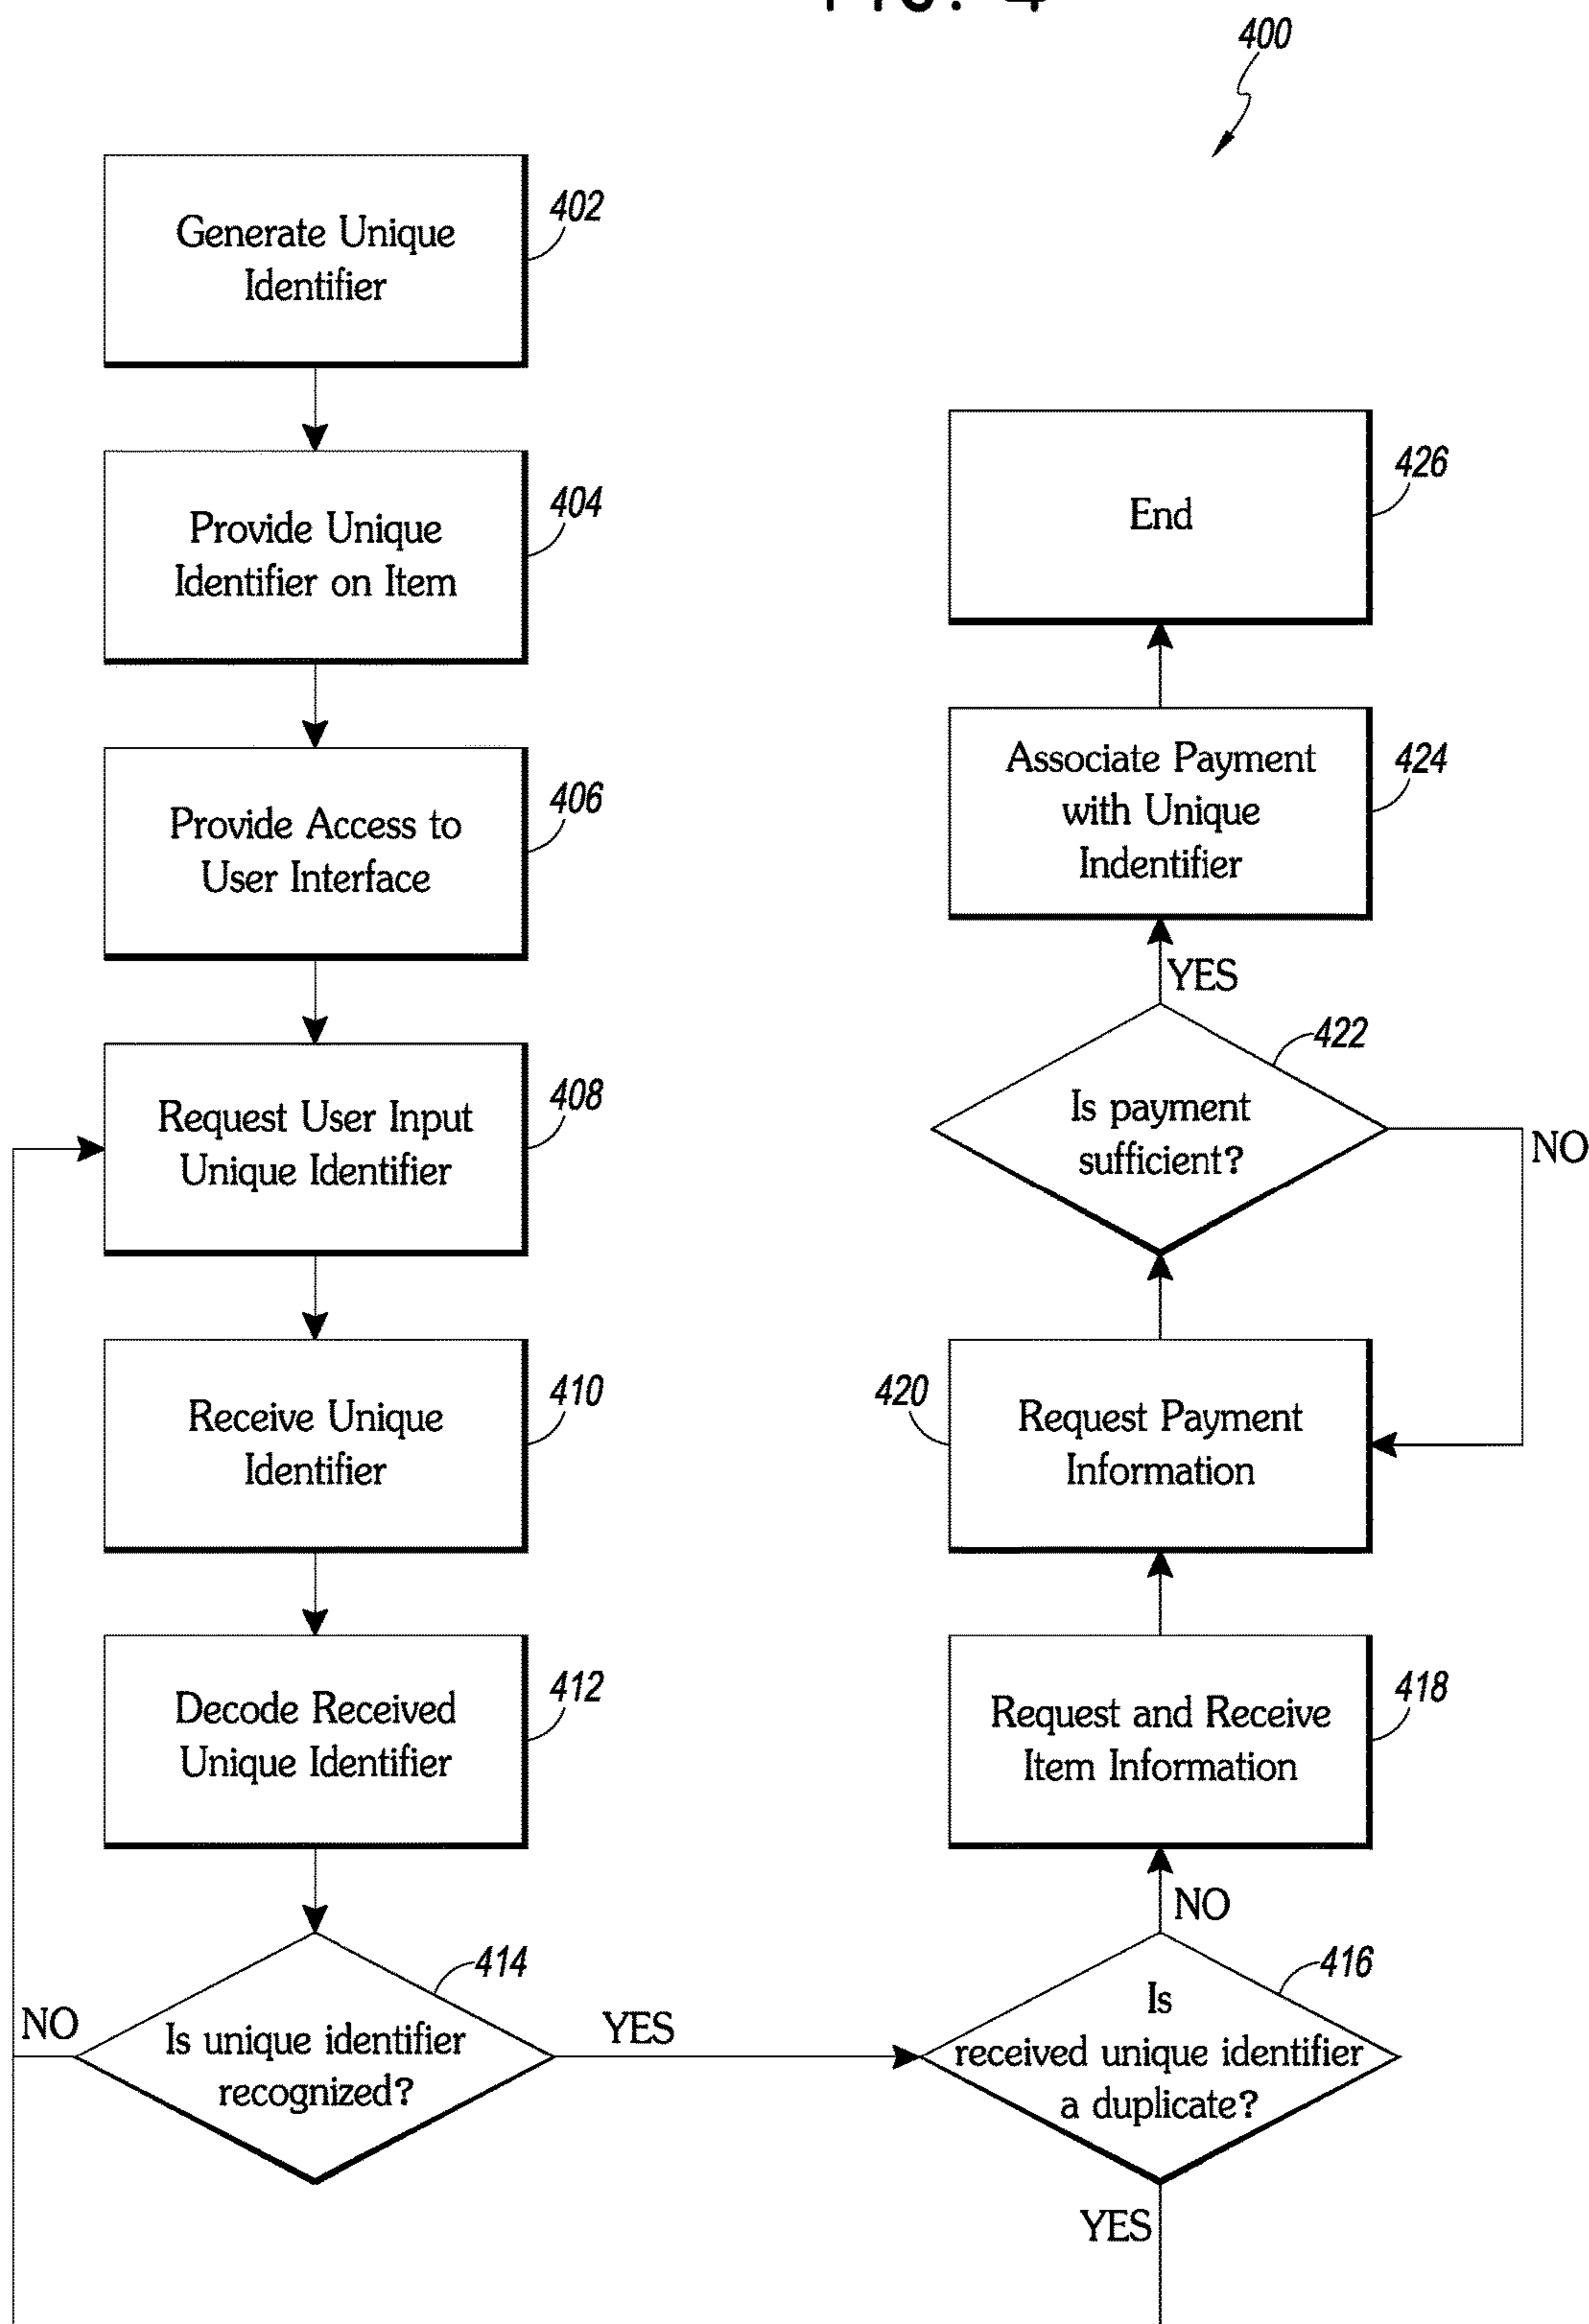 FIG. 4
400
Generate Unique
Identifier
402
Provide Unique
Identifier on Item
404
Provide Access to
User Interface
406
Request User Input
Unique Identifier
408
Receive Unique
Identifier
410
Decode Received
Unique Identifier
412
Is unique identifier
recognized?
414
NO
YES
Is
received unique identifier
a duplicate?
416
YES
NO
Request and Receive
Item Information
418
Request Payment
Information
420
Is payment
sufficient?
422
NO
YES
Associate Payment
with Unique
Indentifier
424
End
426